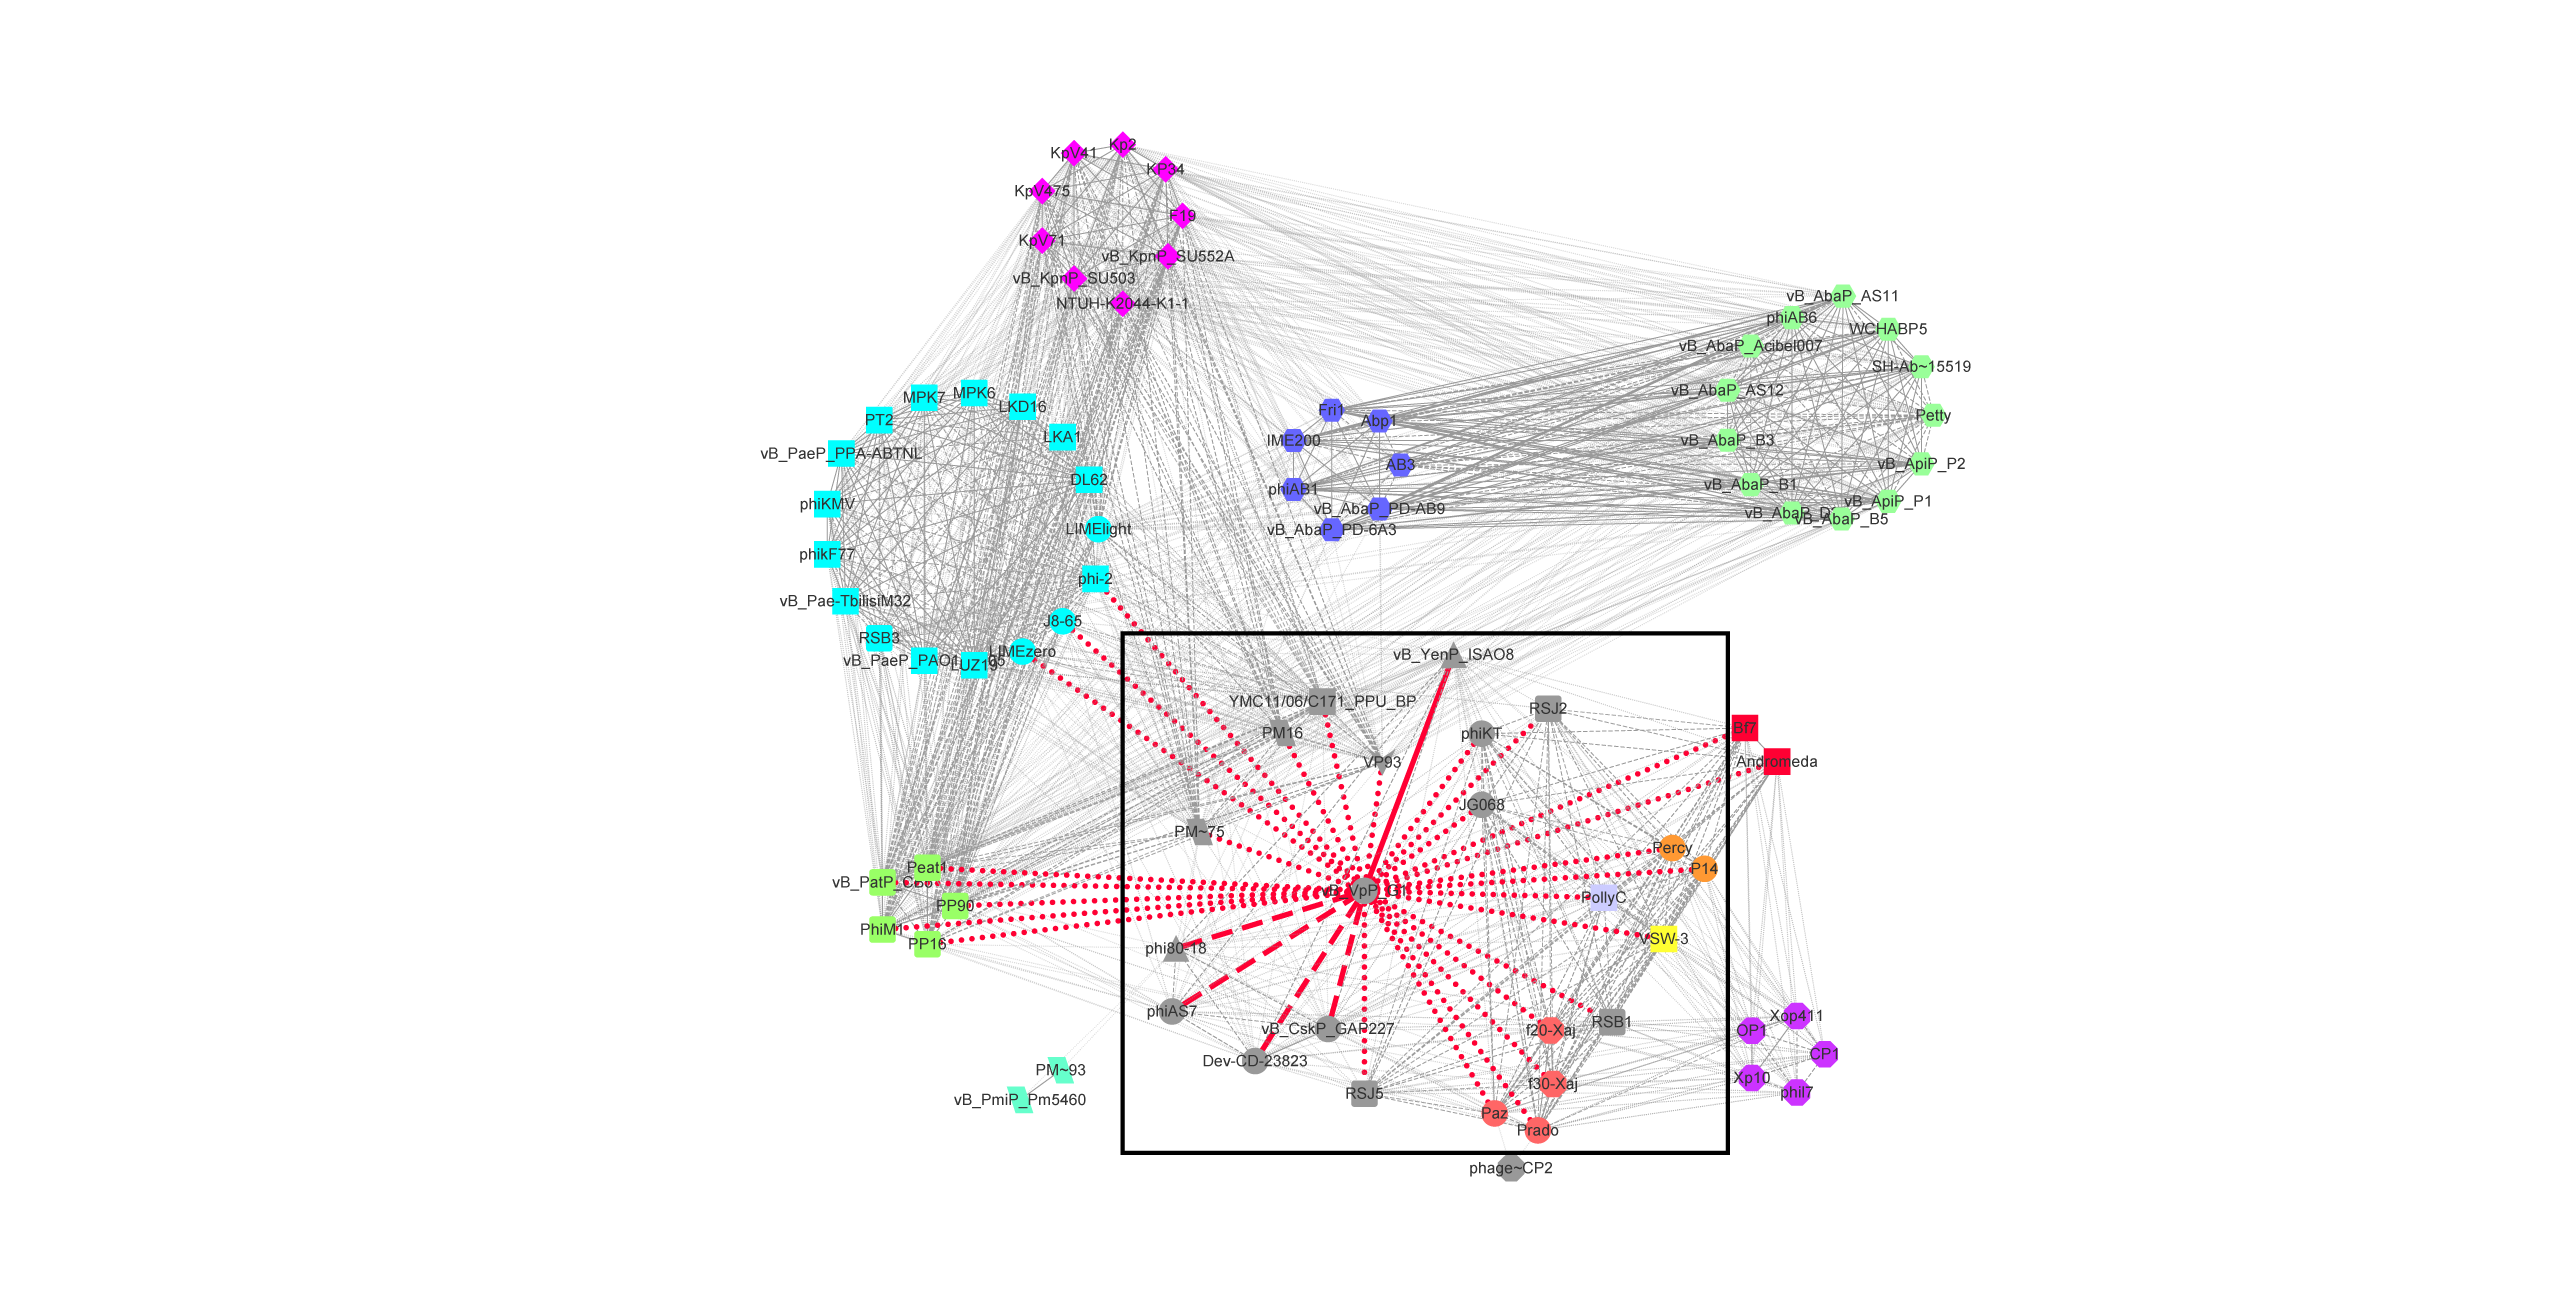 Kp2
KpV41
KP34
KpV475
F19
KpV71
vB_KpnP_SU552A
vB_KpnP_SU503
NTUH-K2044-K1-1
vB_AbaP_AS11
phiAB6
WCHABP5
vB_AbaP_Acibel007
SH-Ab~15519
vB_AbaP_AS12
Petty
vB_AbaP_B3
vB_ApiP_P2
vB_AbaP_B1
vB_ApiP_P1
vB_AbaP_B5
MPK7
MPK6
LKD16
PT2
LKA1
vB_PaeP_PPA-ABTNL
DL62
phiKMV
LIMElight
phikF77
phi-2
vB_Pae-TbilisiM32
J8-65
RSB3
LIMEzero
LUZ19
Fri1
Abp1
IME200
AB3
phiAB1
vB_AbaP_PD-AB9
vB_AbaP_PD-6A3
vB_YenP_ISAO8
YMC11/06/C171_PPU_BP
PM16
VP93
phiKT
RSJ2
Bf7
Andromeda
JG068
PM~75
Percy
P14
Peat1
vB_VpP_G1
PollyC
PP90
PhiM1
PP16
phi80-18
VSW-3
phiAS7
vB_CskP_GAP227
f20-Xaj
RSB1
OP1
Xop411
Dev-CD-23823
CP1
PM~93
RSJ5
f30-Xaj
Xp10
phil7
vB_PmiP_Pm5460
Paz
Prado
phage~CP2